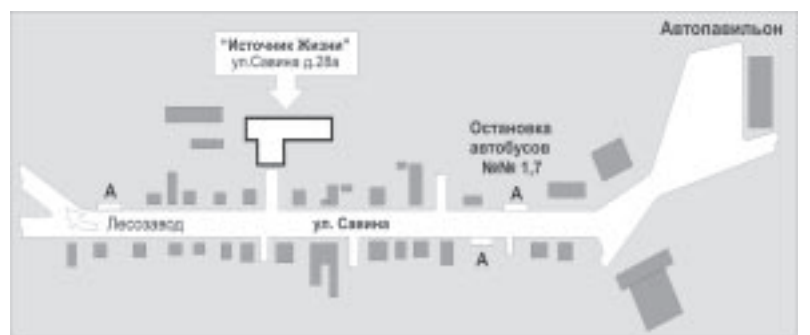 Автопавильон
"Источник Жизни"
ул.Савина д.28а
Остановка
автобусов
№№ 1,7
А
А
Лесозавод
ул. Савина
А